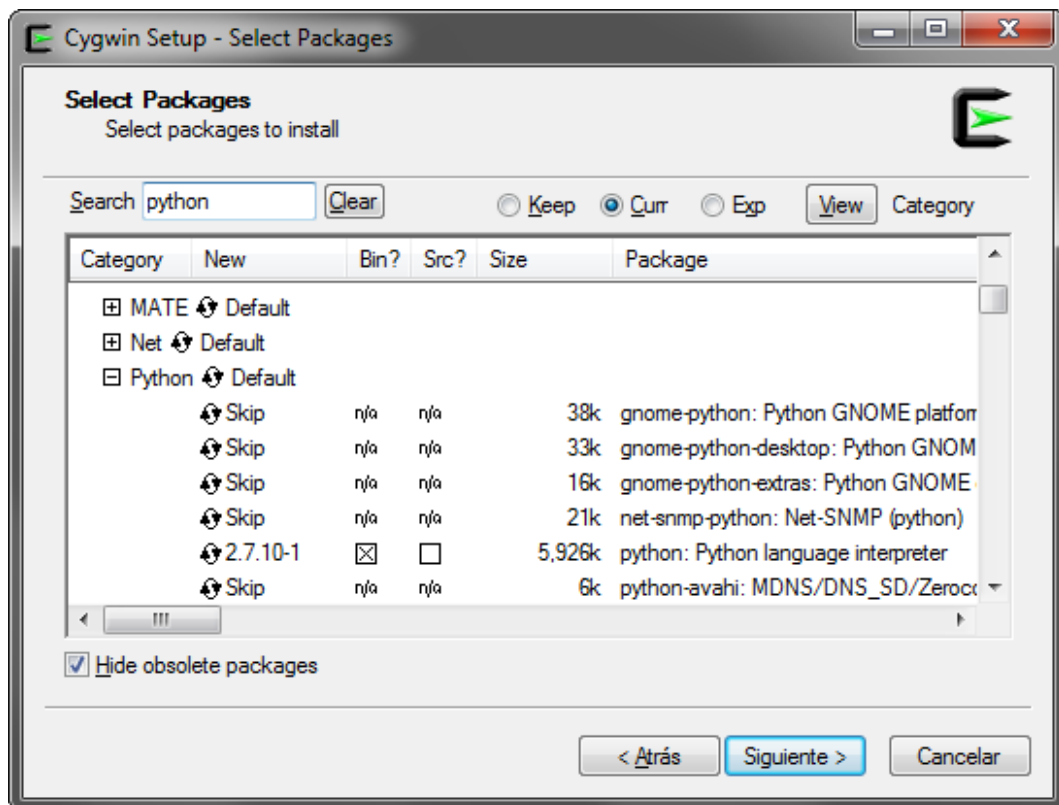 Cygwin Setup - Select Packages
Select Packages
Select packages to install
Search python Clear Keep Curr Exp View Category
Category New Bin? Src? Size Package
MATE Default
Net Default
Python Default
Skip n/a n/a 38k gnome-python: Python GNOME platfor
Skip n/a n/a 33k gnome-python-desktop: Python GNOM
Skip n/a n/a 16k gnome-python-extras: Python GNOME
Skip n/a n/a 21k net-snmp-python: Net-SNMP (python)
2.7.10-1 5,926k python: Python language interpreter
Skip n/a n/a 6k python-avahi: MDNS/DNS_SD/Zeroco
Hide obsolete packages
< Atrás Siguiente > Cancelar